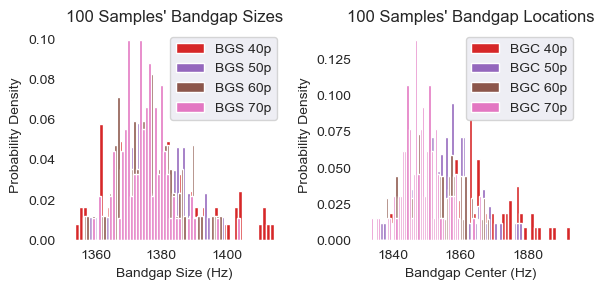 100 Samples' Bandgap Sizes
Probability Density
0.10
0.08
0.06
0.04
0.02
0.00
BGS 40p
BGS 50p
BGS 60p
BGS 70p
1360 1380 1400
Bandgap Size (Hz)
100 Samples' Bandgap Locations
Probability Density
0.125
0.100
0.075
0.050
0.025
0.000
BGC 40p
BGC 50p
BGC 60p
BGC 70p
1840 1860 1880
Bandgap Center (Hz)